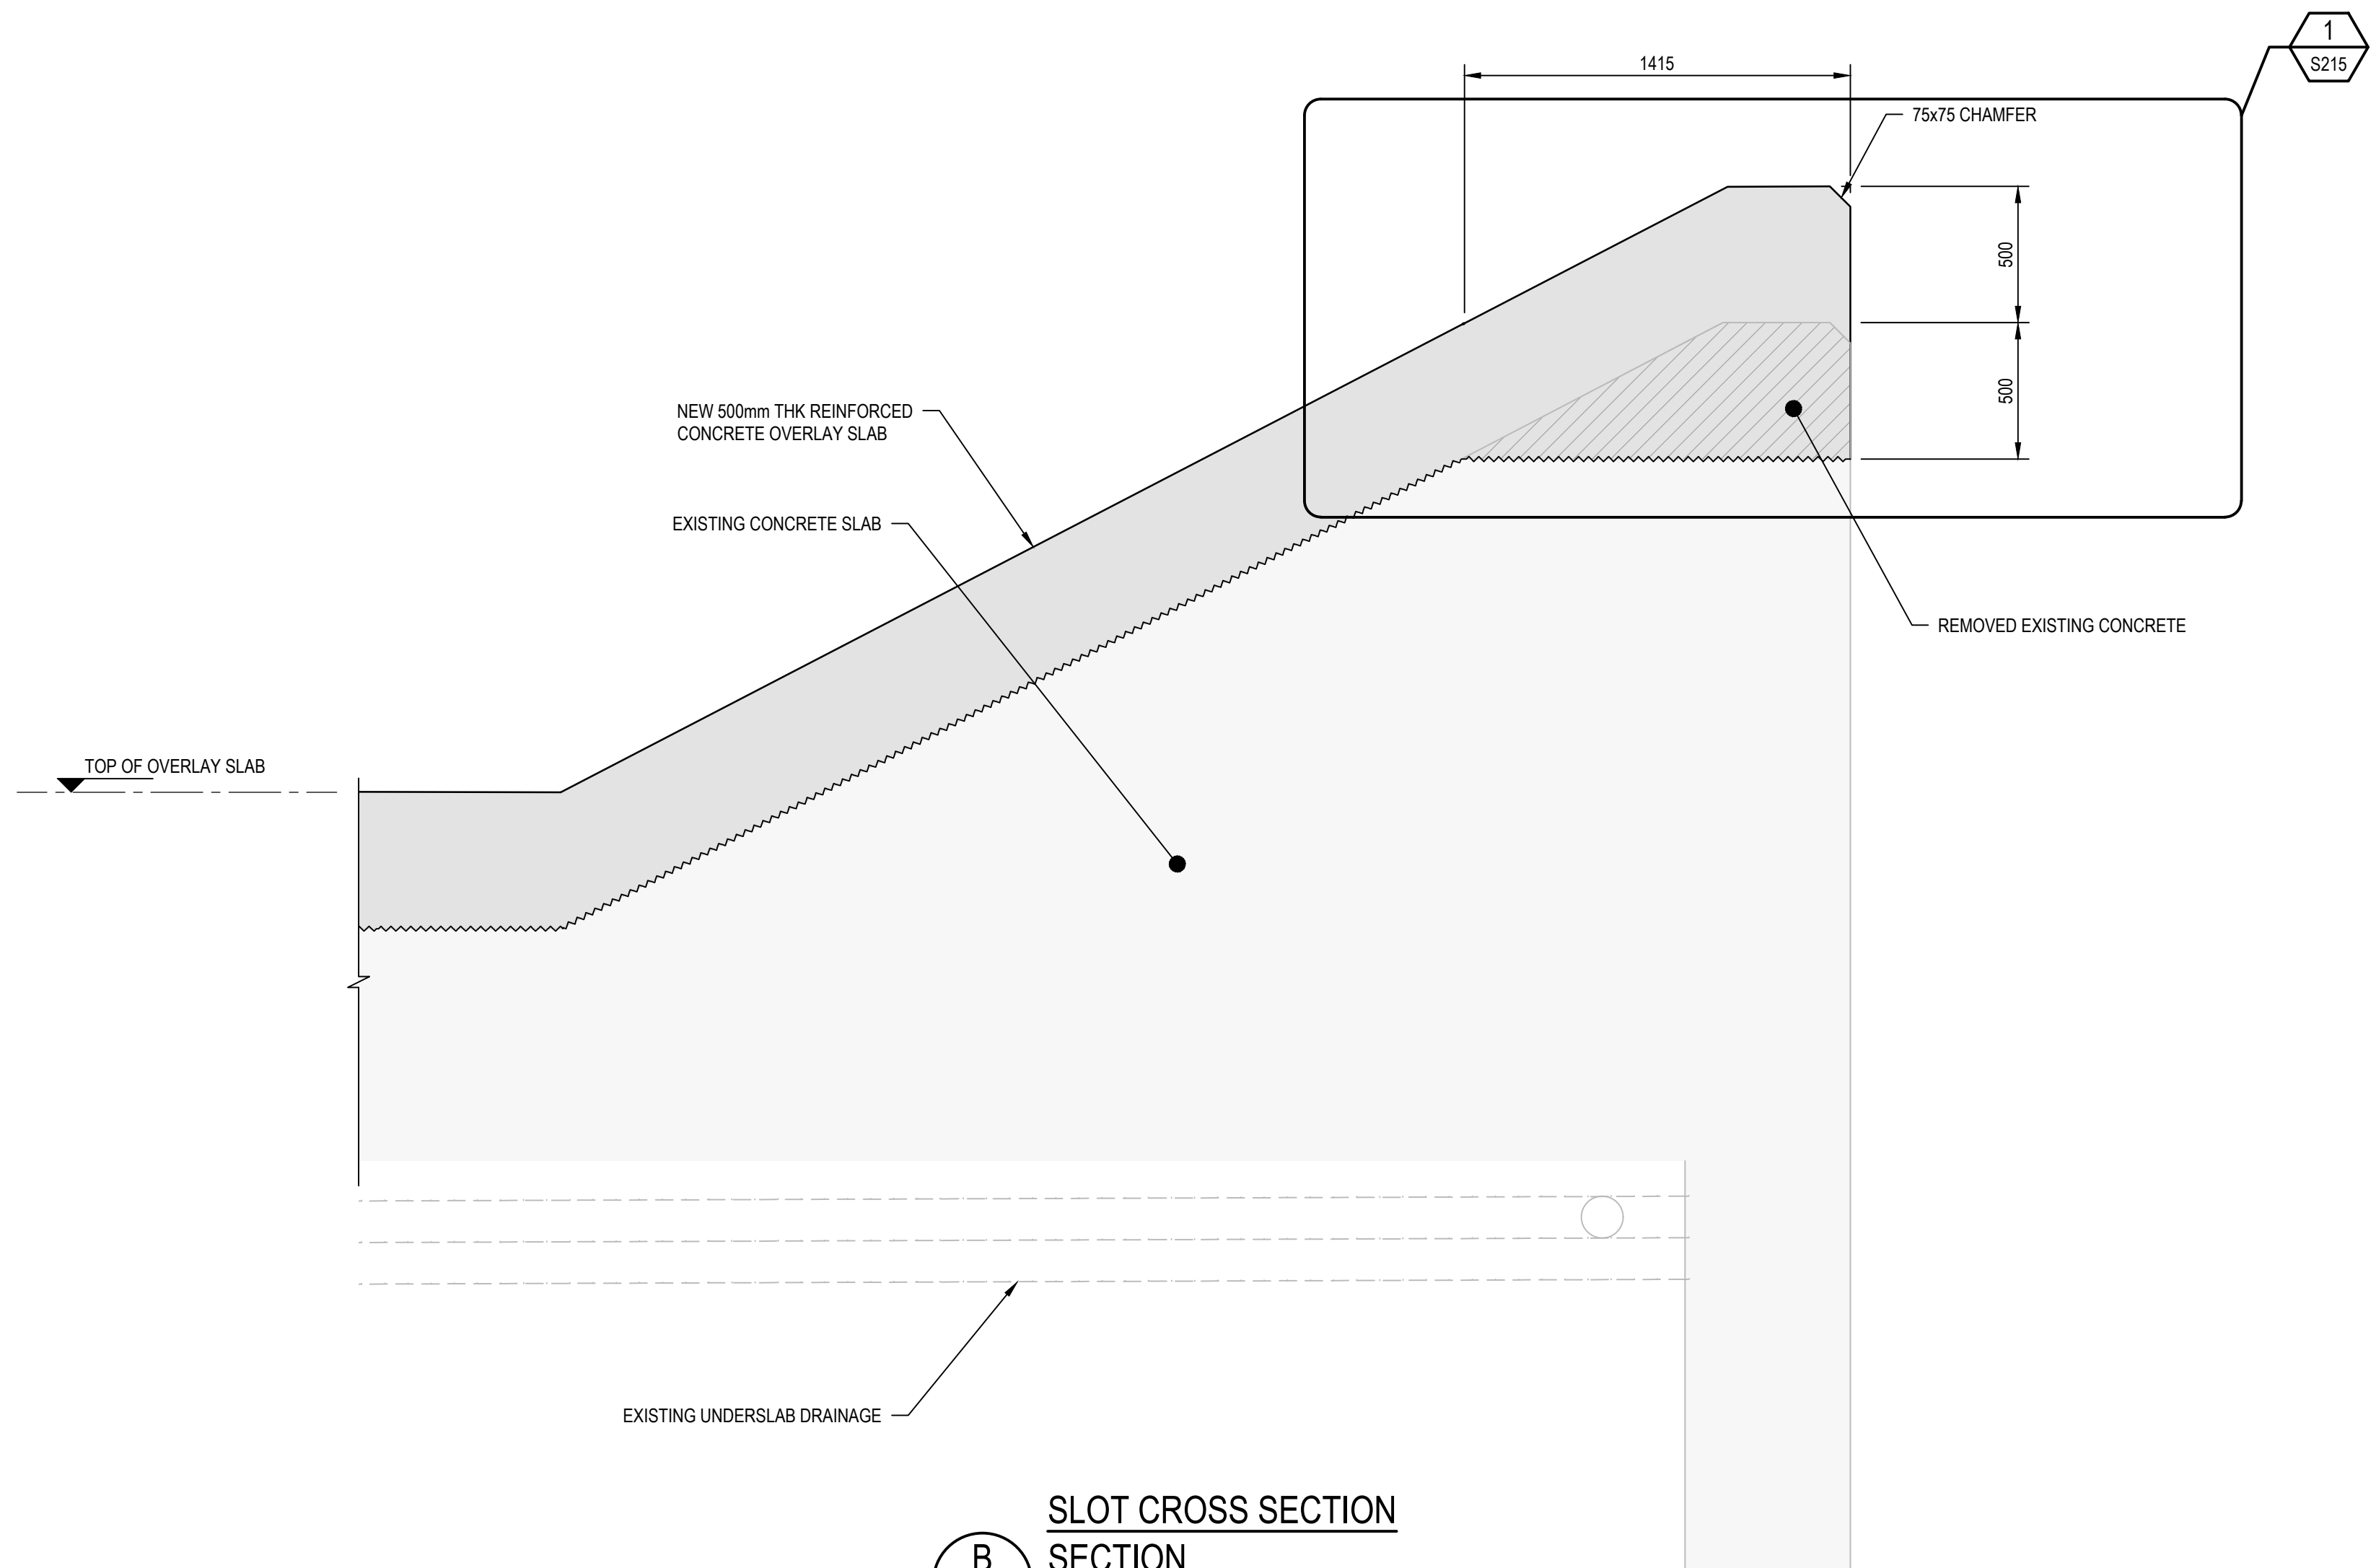 1
S215
1415
75x75 CHAMFER
500
500
NEW 500mm THK REINFORCED
CONCRETE OVERLAY SLAB
EXISTING CONCRETE SLAB
REMOVED EXISTING CONCRETE
TOP OF OVERLAY SLAB
EXISTING UNDERSLAB DRAINAGE
SLOT CROSS SECTION
B
SECTION